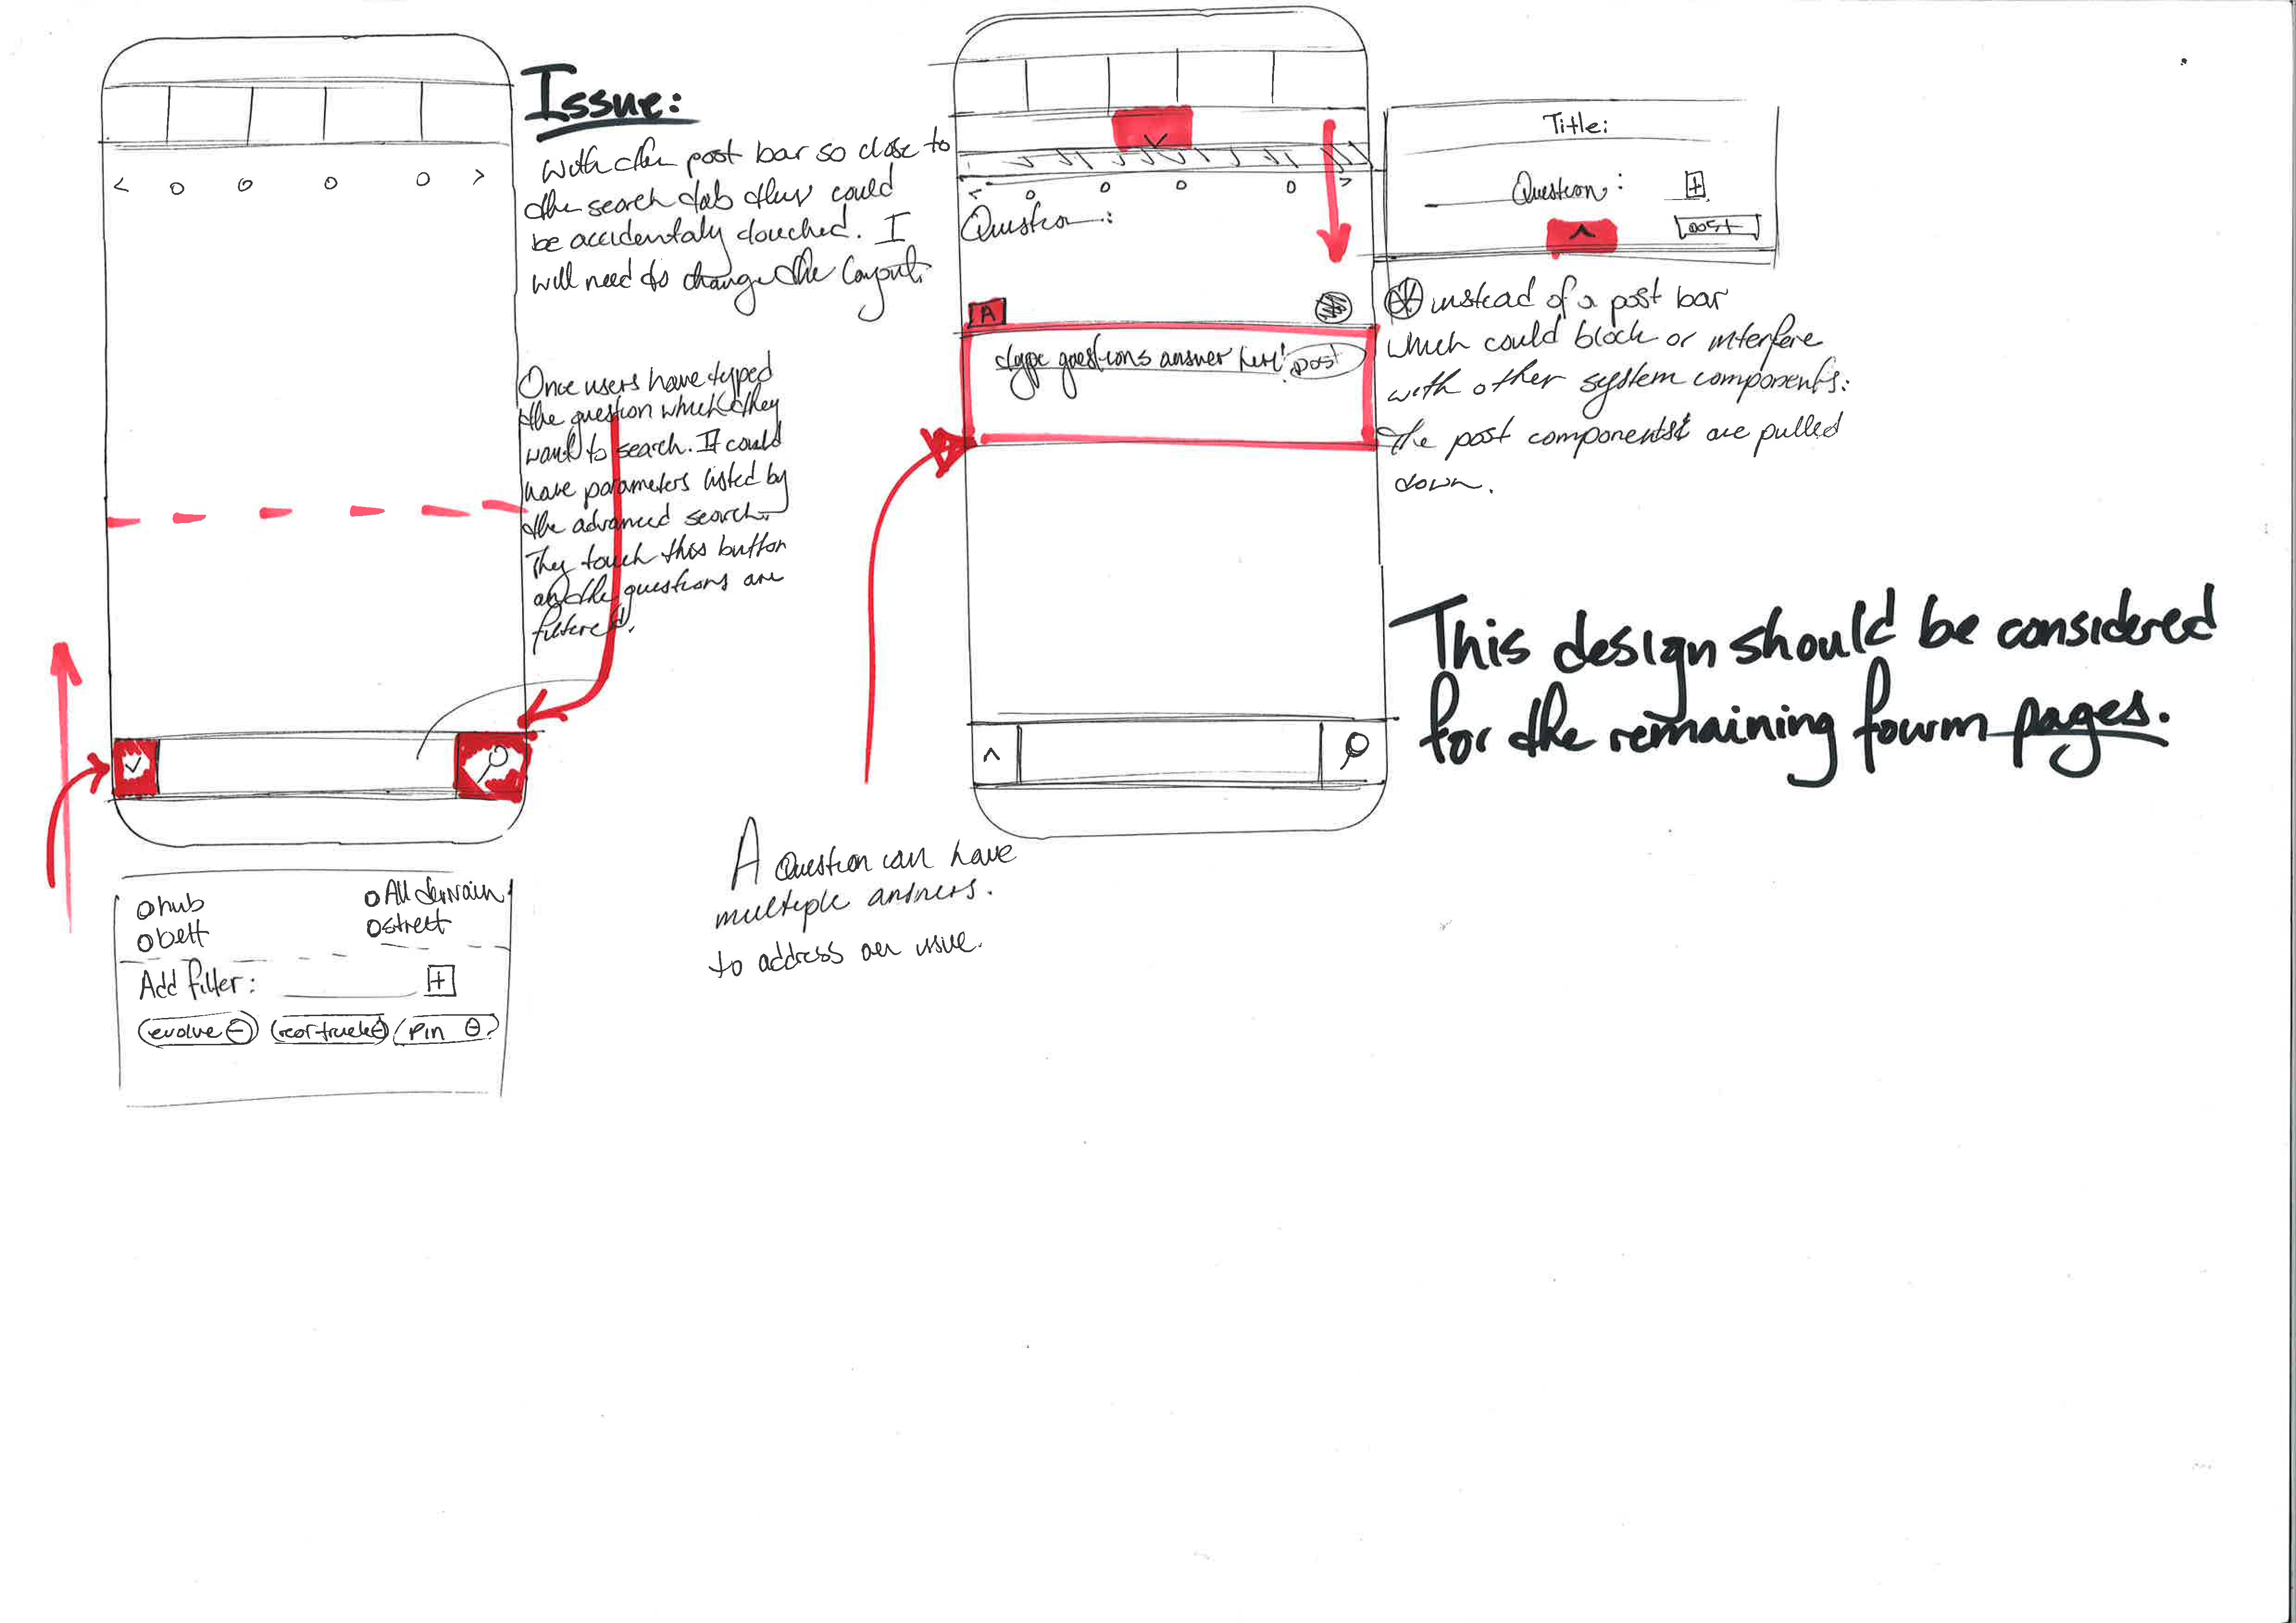 Issue:
with the post bar so close to
the search tab this could
be accidentaly touched. I
will need to change the layout.
Once users have typed
the question which they
want to search. It could
have parameters listed by
the advanced search.
They touch this button
and the questions are
filtered.
o hub
o All terrain
o belt
o street
Add filter: +
evolve
rear truck
pin
Question:
A
type questions answer here!
post
A Question can have
multiple answers.
to address an issue.
Title:
Question: +
post
instead of a post bar
which could block or interfere
with other system components:
the post components are pulled
down.
This design should be considered
for the remaining fourm pages.